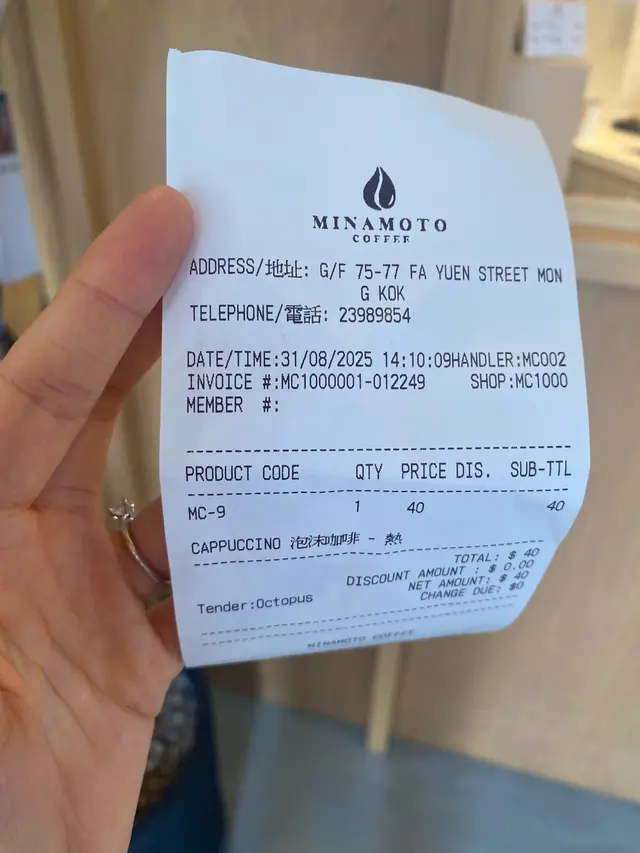 MINAMOTO
COFFEE
ADDRESS/地址: G/F 75-77 FA YUEN STREET MON
G KOK
TELEPHONE/電話: 23989854
DATE/TIME:31/08/2025 14:10:09HANDLER:MC002
INVOICE #:MC1000001-012249 SHOP:MC1000
MEMBER #:
PRODUCT CODE QTY PRICE DIS. SUB-TTL
MC-9 1 40 40
CAPPUCCINO 泡沫咖啡 - 熱
TOTAL: $ 40
DISCOUNT AMOUNT : $ 0.00
NET AMOUNT: $ 40
CHANGE DUE: $0
Tender:Octopus
MINAMOTO COFFEE